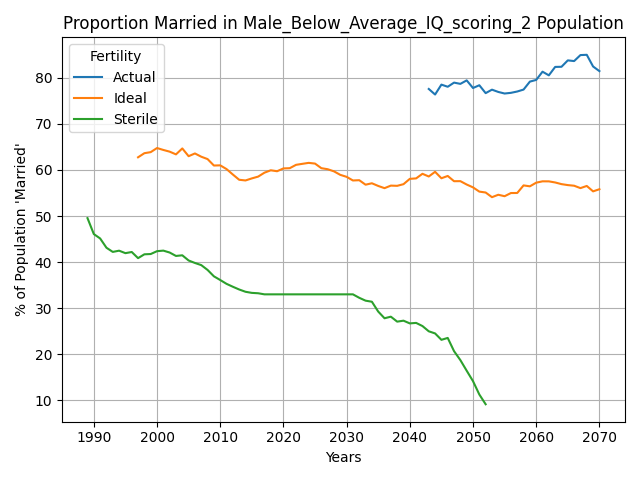 Proportion Married in Male_Below_Average_IQ_scoring_2 Population
Fertility
Actual
Ideal
Sterile
% of Population 'Married'
80
70
60
50
40
30
20
10
1990 2000 2010 2020 2030 2040 2050 2060 2070
Years